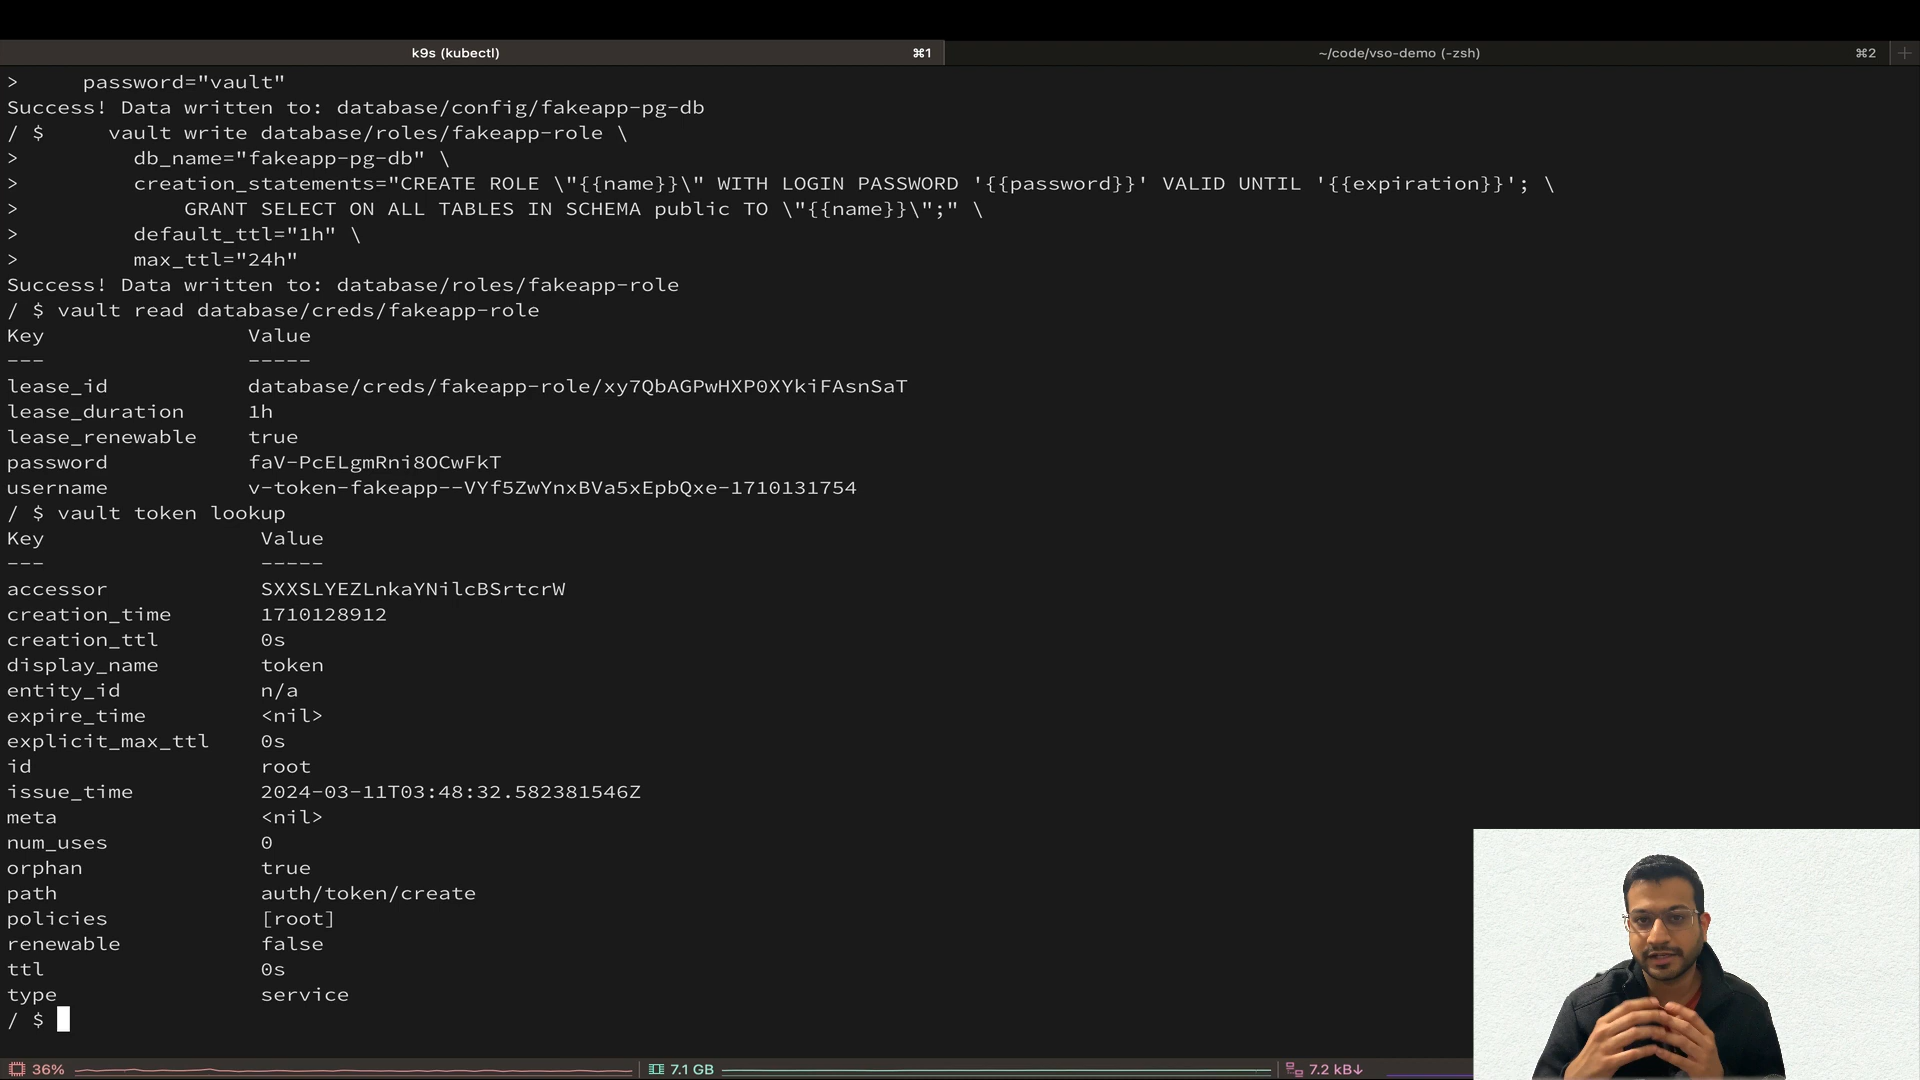 k9s (kubectl) ⌘1 ~/code/vso-demo (-zsh) ⌘2 +
> password="vault"
Success! Data written to: database/config/fakeapp-pg-db
/ $ vault write database/roles/fakeapp-role \
> db_name="fakeapp-pg-db" \
> creation_statements="CREATE ROLE \"{{name}}\" WITH LOGIN PASSWORD '{{password}}' VALID UNTIL '{{expiration}}'; \
> GRANT SELECT ON ALL TABLES IN SCHEMA public TO \"{{name}}\";" \
> default_ttl="1h" \
> max_ttl="24h"
Success! Data written to: database/roles/fakeapp-role
/ $ vault read database/creds/fakeapp-role
Key Value
--- -----
lease_id database/creds/fakeapp-role/xy7QbAGPwHXP0XYkiFAsnSaT
lease_duration 1h
lease_renewable true
password faV-PcELgmRni8OCwFkT
username v-token-fakeapp--VYf5ZwYnxBVa5xEpbQxe-1710131754
/ $ vault token lookup
Key Value
--- -----
accessor SXXSLYEZLnkaYNilcBSrtcrW
creation_time 1710128912
creation_ttl 0s
display_name token
entity_id n/a
expire_time <nil>
explicit_max_ttl 0s
id root
issue_time 2024-03-11T03:48:32.582381546Z
meta <nil>
num_uses 0
orphan true
path auth/token/create
policies [root]
renewable false
ttl 0s
type service
/ $
36% 7.1 GB 7.2 kB↓